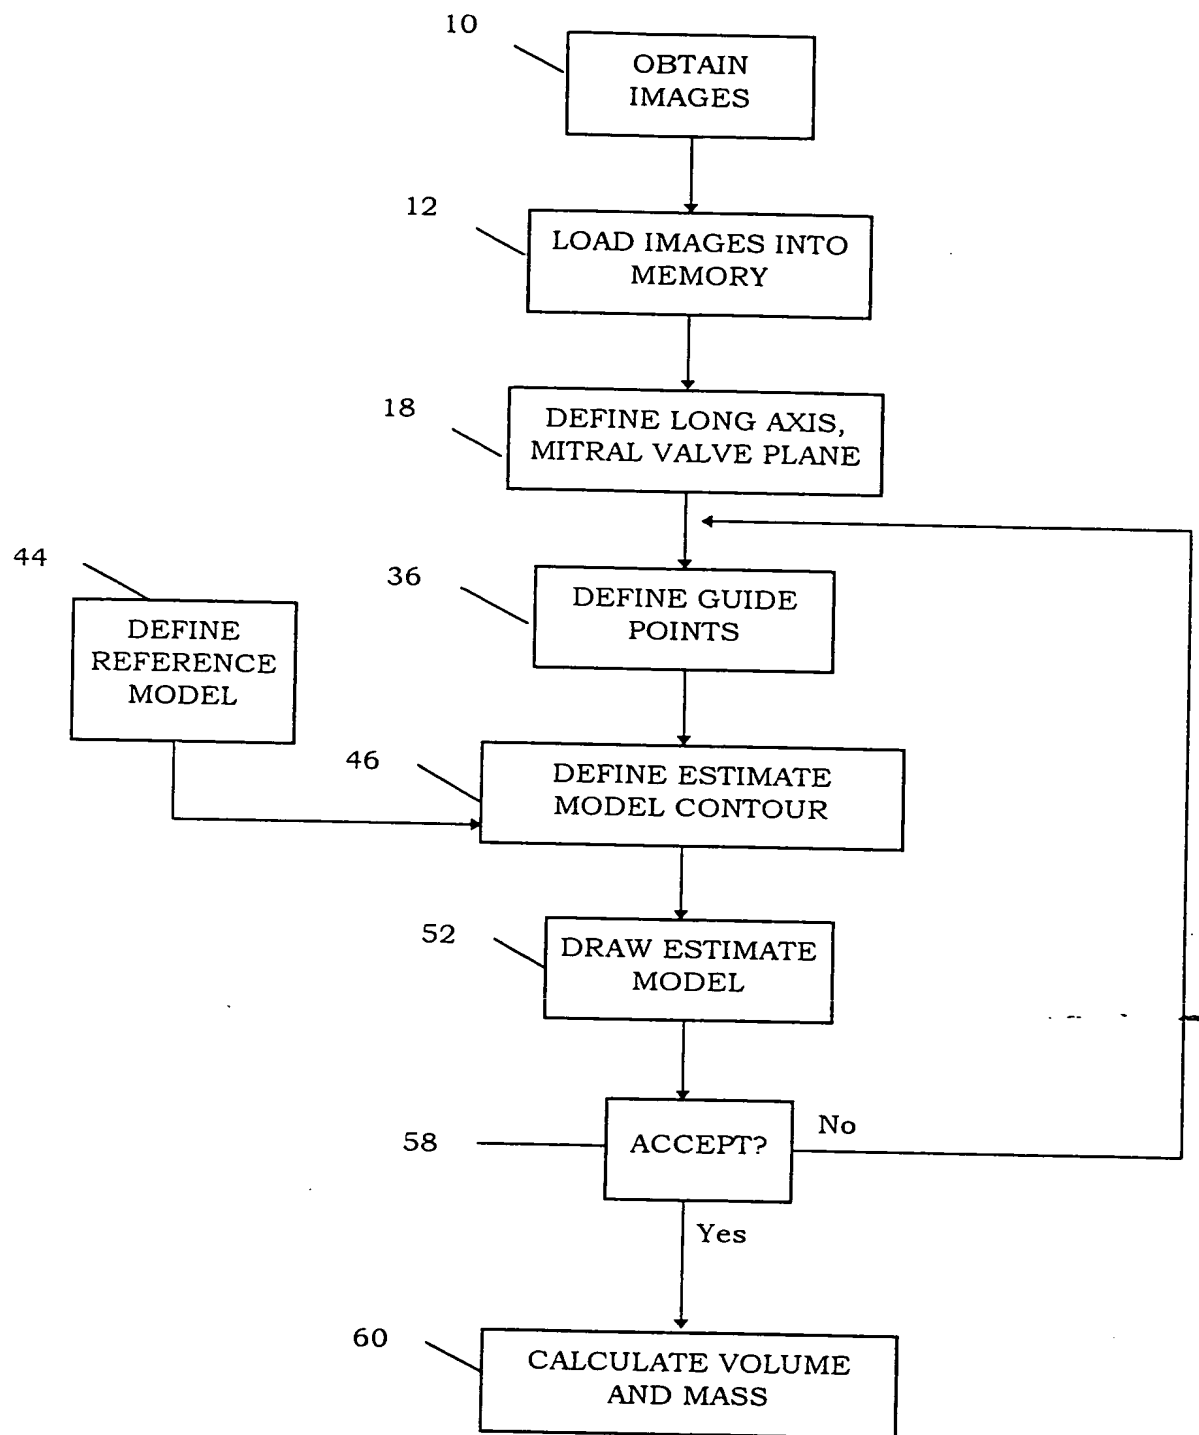 10
OBTAIN
IMAGES
12
LOAD IMAGES INTO
MEMORY
18
DEFINE LONG AXIS,
MITRAL VALVE PLANE
44
DEFINE
REFERENCE
MODEL
36
DEFINE GUIDE
POINTS
46
DEFINE ESTIMATE
MODEL CONTOUR
52
DRAW ESTIMATE
MODEL
58
ACCEPT?
No
Yes
60
CALCULATE VOLUME
AND MASS